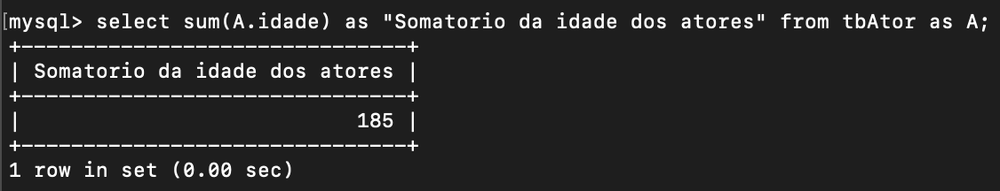 [mysql> select sum(A.idade) as "Somatorio da idade dos atores" from tbAtor as A;
+-------------------------------+
| Somatorio da idade dos atores |
+-------------------------------+
|                           185 |
+-------------------------------+
1 row in set (0.00 sec)